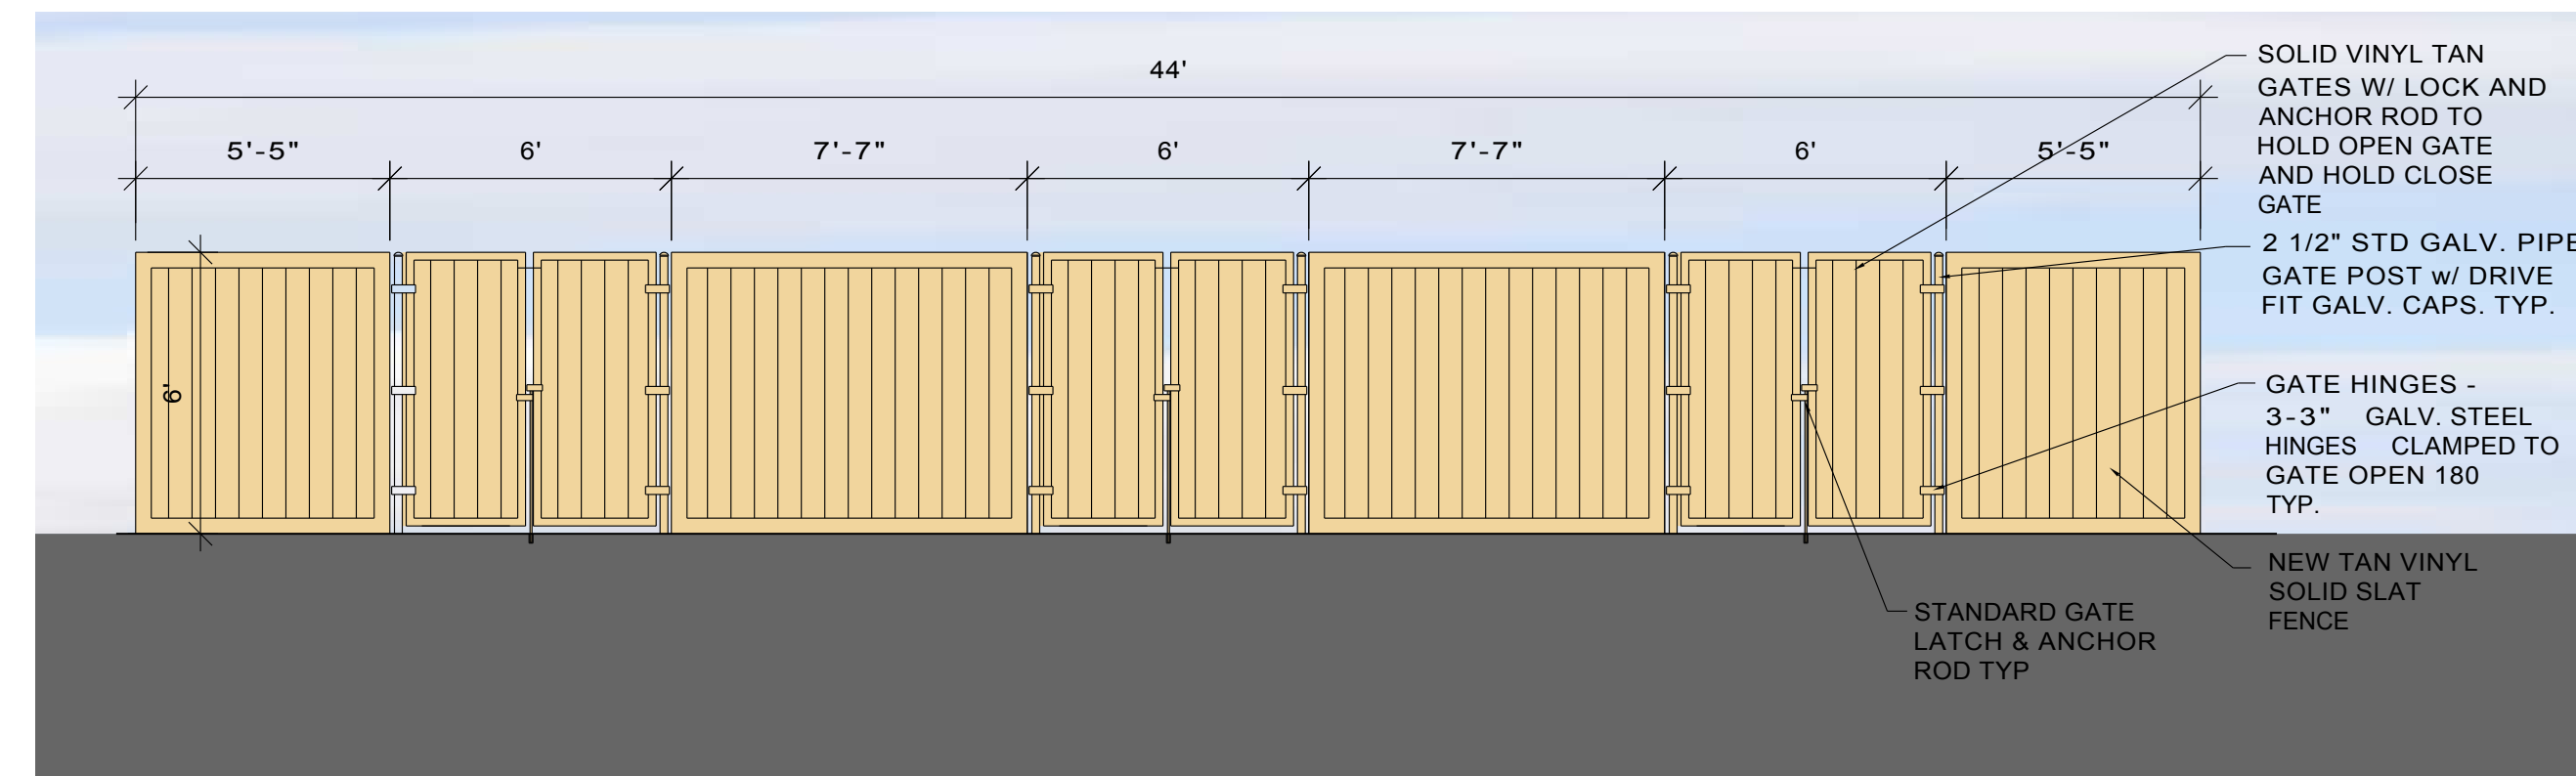 44'
5'-5"
6'
7'-7"
6'
7'-7"
6'
5'-5"
6'
SOLID VINYL TAN
GATES W/ LOCK AND
ANCHOR ROD TO
HOLD OPEN GATE
AND HOLD CLOSE
GATE
2 1/2" STD GALV. PIPE
GATE POST w/ DRIVE
FIT GALV. CAPS. TYP.
GATE HINGES -
3-3" GALV. STEEL
HINGES CLAMPED TO
GATE OPEN 180
TYP.
NEW TAN VINYL
SOLID SLAT
FENCE
STANDARD GATE
LATCH & ANCHOR
ROD TYP